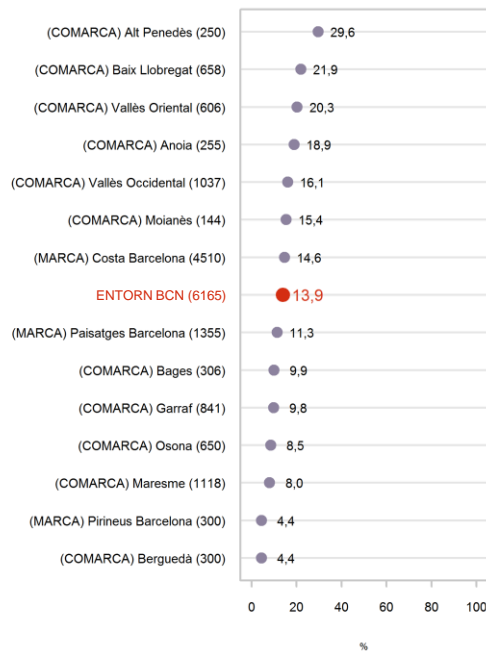 (COMARCA) Alt Penedès (250) 29,6
(COMARCA) Baix Llobregat (658) 21,9
(COMARCA) Vallès Oriental (606) 20,3
(COMARCA) Anoia (255) 18,9
(COMARCA) Vallès Occidental (1037) 16,1
(COMARCA) Moianès (144) 15,4
(MARCA) Costa Barcelona (4510) 14,6
ENTORN BCN (6165) 13,9
(MARCA) Paisatges Barcelona (1355) 11,3
(COMARCA) Bages (306) 9,9
(COMARCA) Garraf (841) 9,8
(COMARCA) Osona (650) 8,5
(COMARCA) Maresme (1118) 8,0
(MARCA) Pirineus Barcelona (300) 4,4
(COMARCA) Berguedà (300) 4,4
0 20 40 60 80 100
%